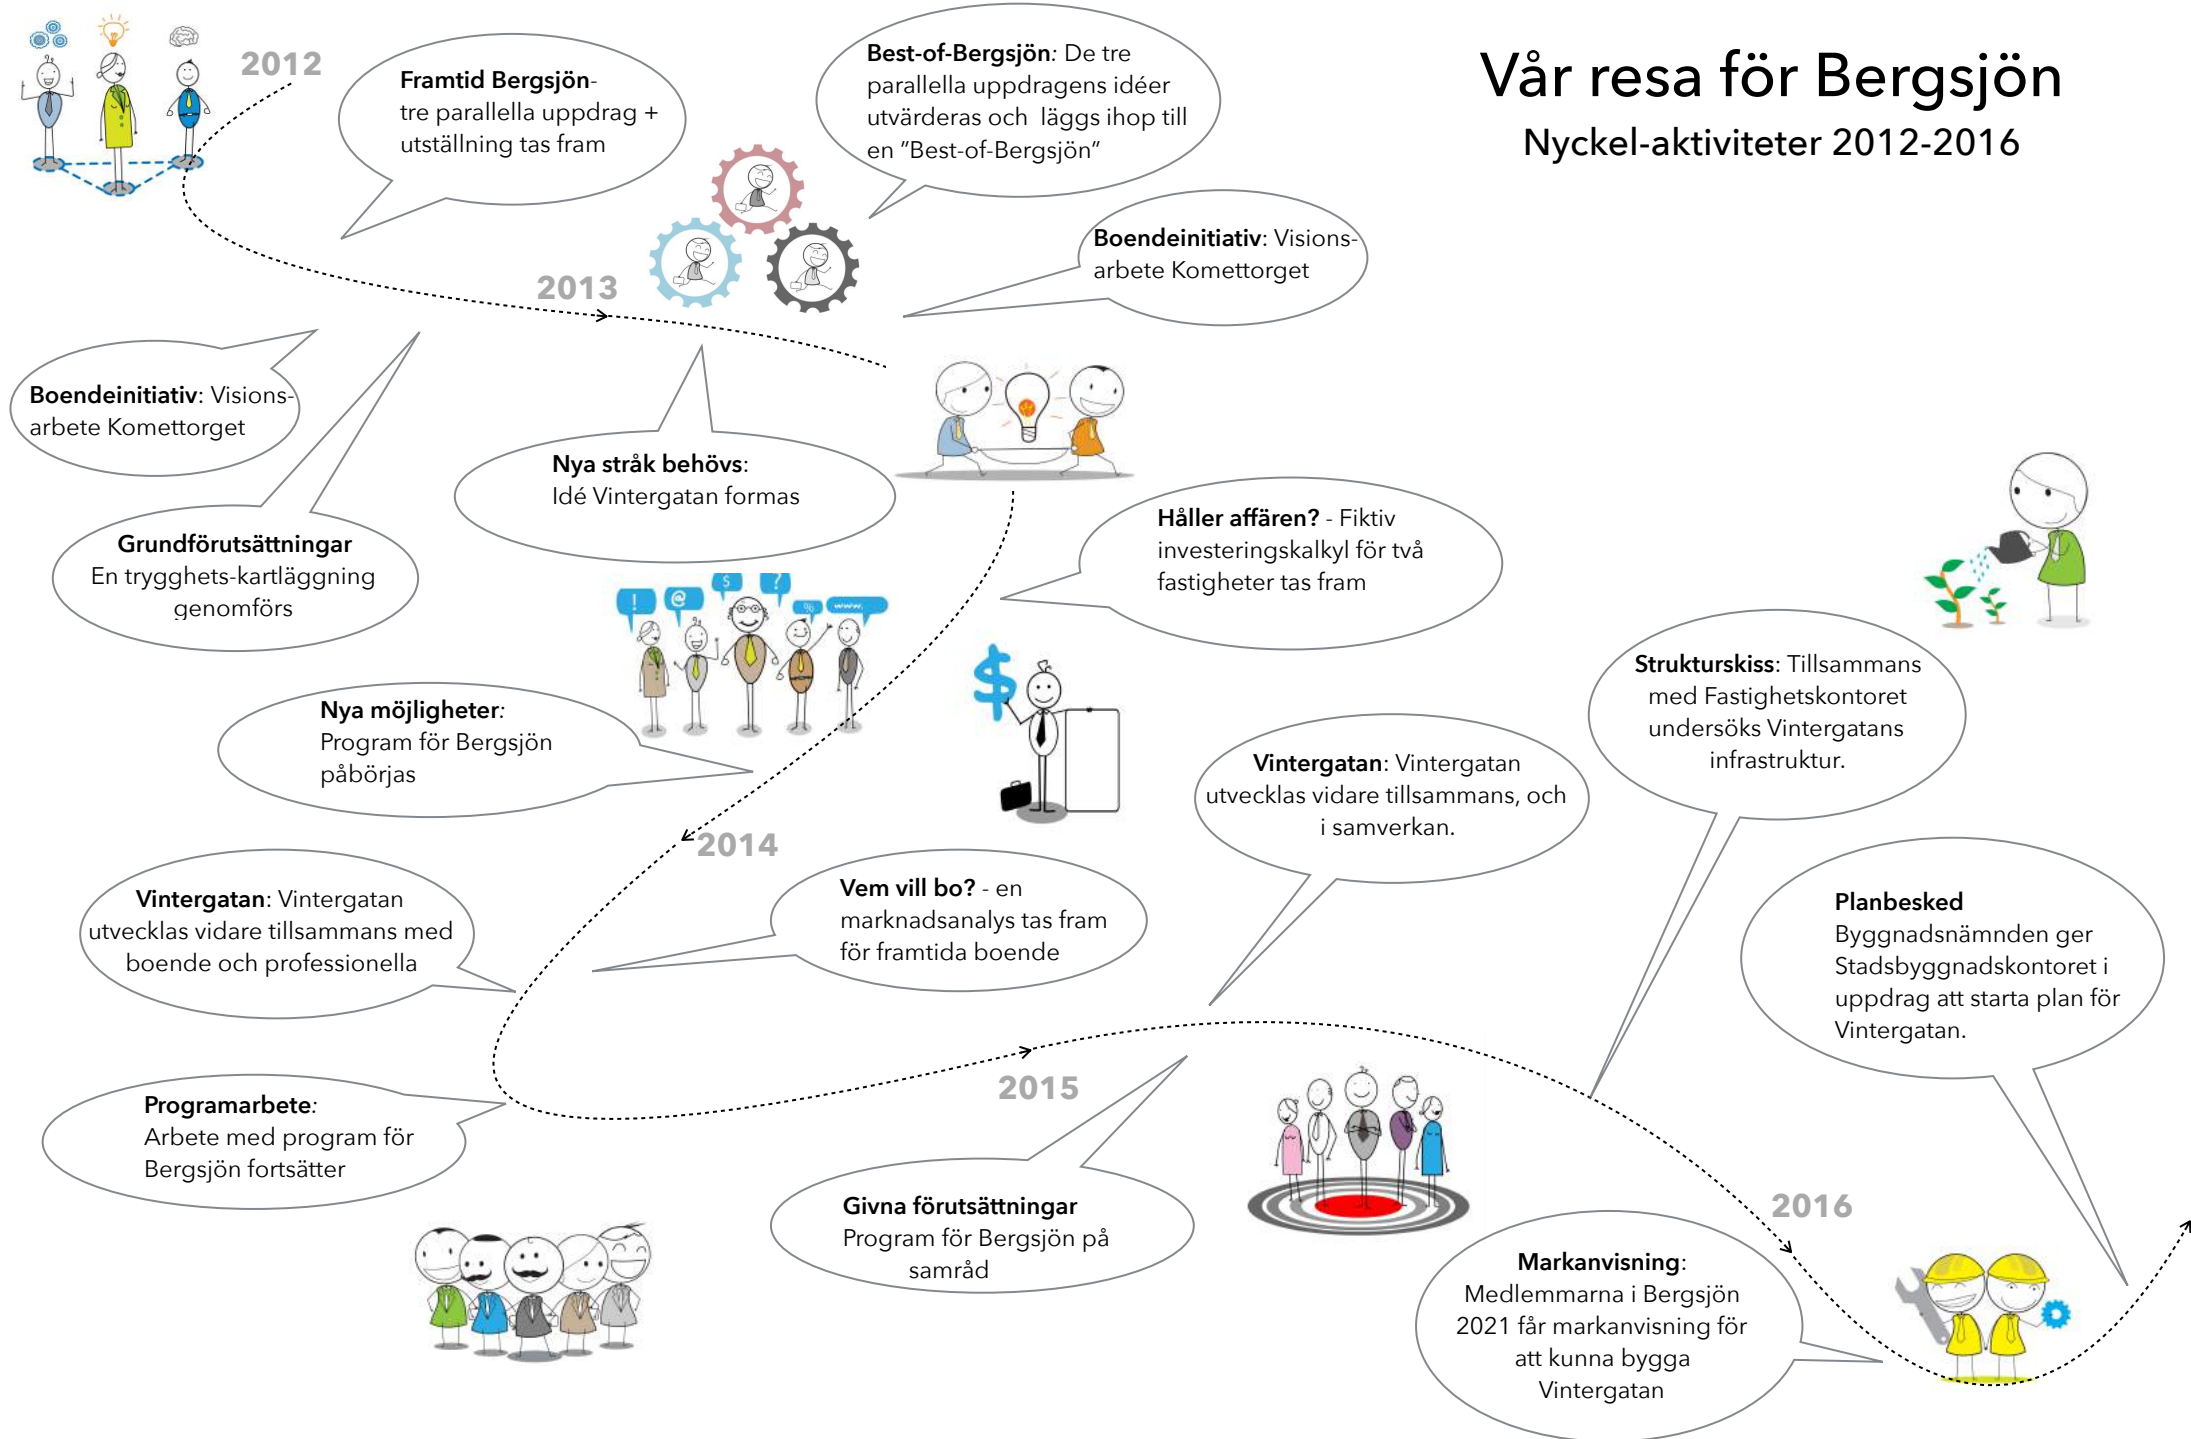 Vår resa för Bergsjön
Nyckel-aktiviteter 2012-2016
2012
Framtid Bergsjön-
tre parallella uppdrag +
utställning tas fram
Best-of-Bergsjön: De tre
parallella uppdragens idéer
utvärderas och läggs ihop till
en ”Best-of-Bergsjön”
Boendeinitiativ: Visions-
arbete Komettorget
2013
Boendeinitiativ: Visions-
arbete Komettorget
Grundförutsättningar
En trygghets-kartläggning
genomförs
Nya stråk behövs:
Idé Vintergatan formas
Håller affären? - Fiktiv
investeringskalkyl för två
fastigheter tas fram
! @ $ ? % www.
$
Nya möjligheter:
Program för Bergsjön
påbörjas
2014
Vintergatan: Vintergatan
utvecklas vidare tillsammans med
boende och professionella
Vem vill bo? - en
marknadsanalys tas fram
för framtida boende
Programarbete:
Arbete med program för
Bergsjön fortsätter
2015
Vintergatan: Vintergatan
utvecklas vidare tillsammans, och
i samverkan.
Givna förutsättningar
Program för Bergsjön på
samråd
Strukturskiss: Tillsammans
med Fastighetskontoret
undersöks Vintergatans
infrastruktur.
2016
Markanvisning:
Medlemmarna i Bergsjön
2021 får markanvisning för
att kunna bygga
Vintergatan
Planbesked
Byggnadsnämnden ger
Stadsbyggnadskontoret i
uppdrag att starta plan för
Vintergatan.